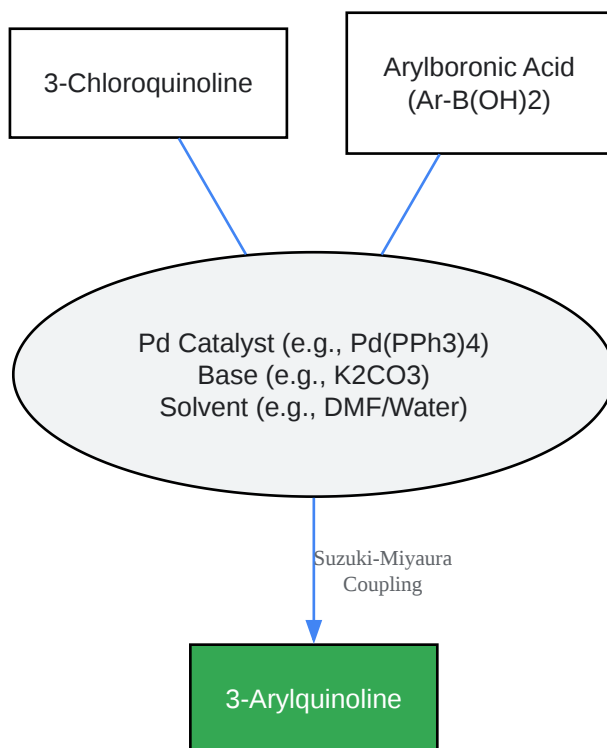 3-Chloroquinoline
Arylboronic Acid
(Ar-B(OH)2)
Pd Catalyst (e.g., Pd(PPh3)4)
Base (e.g., K2CO3)
Solvent (e.g., DMF/Water)
Suzuki-Miyaura
Coupling
3-Arylquinoline